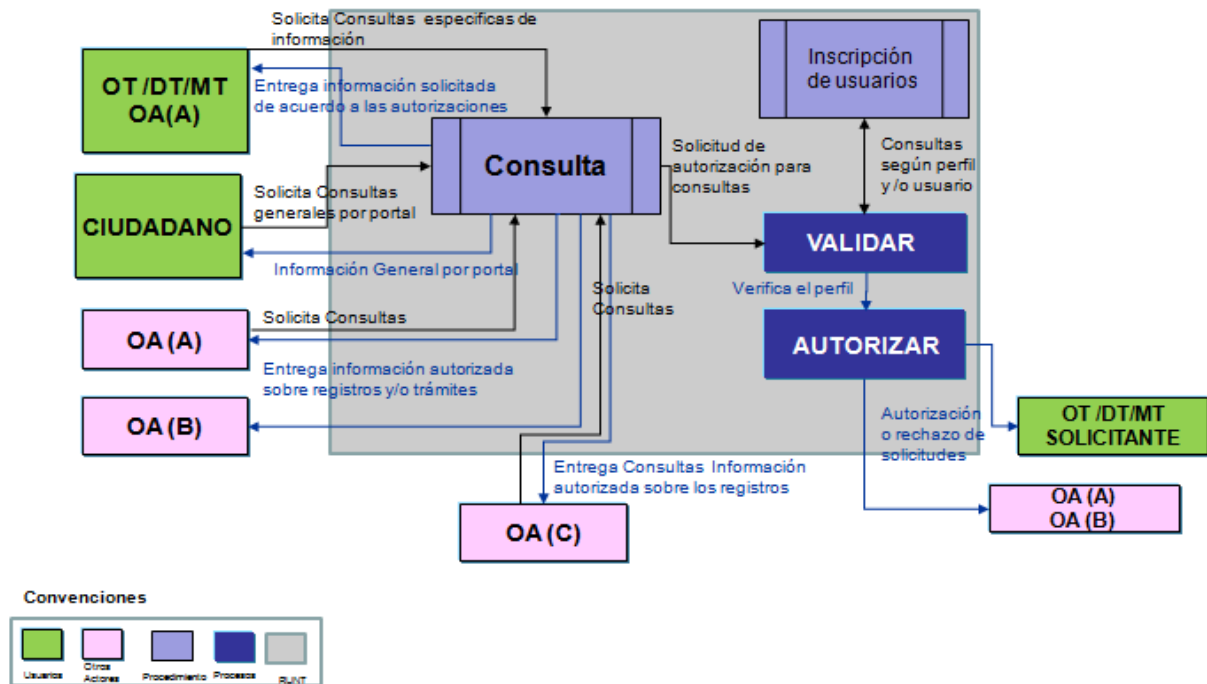 Solicita Consultas especificas de
información
OT /DT/MT
OA(A)
Entrega información solicitada
de acuerdo a las autorizaciones
Inscripción
de usuarios
Consulta
Solicitud de
autorización para
consultas
Consultas
según perfil
y /o usuario
CIUDADANO
Solicita Consultas
generales por portal
VALIDAR
Información General por portal
Verifica el perfil
Solicita
Consultas
OA (A)
Solicita Consultas
AUTORIZAR
Entrega información autorizada
sobre registros y/o trámites
OA (B)
Autorización
o rechazo de
solicitudes
OT /DT/MT
SOLICITANTE
Entrega Consultas Información
autorizada sobre los registros
OA (C)
OA (A)
OA (B)
Convenciones
Usuarios
Otros
Actores
Procedimiento
Procesos
RUNT